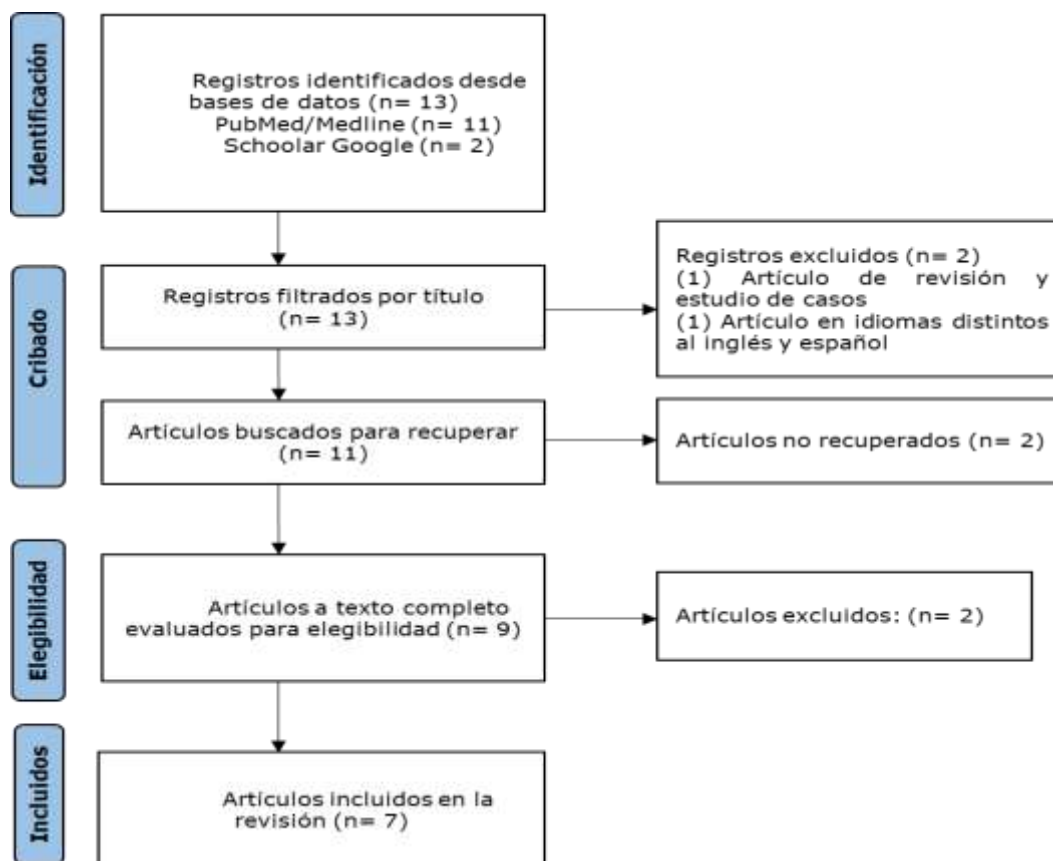 Identificación
Registros identificados desde
bases de datos (n= 13)
PubMed/Medline (n= 11)
Schoolar Google (n= 2)
Cribado
Registros filtrados por título
(n= 13)
Registros excluidos (n= 2)
(1) Artículo de revisión y
estudio de casos
(1) Artículo en idiomas distintos
al inglés y español
Artículos buscados para recuperar
(n= 11)
Artículos no recuperados (n= 2)
Elegibilidad
Artículos a texto completo
evaluados para elegibilidad (n= 9)
Artículos excluidos: (n= 2)
Incluidos
Artículos incluidos en la
revisión (n= 7)